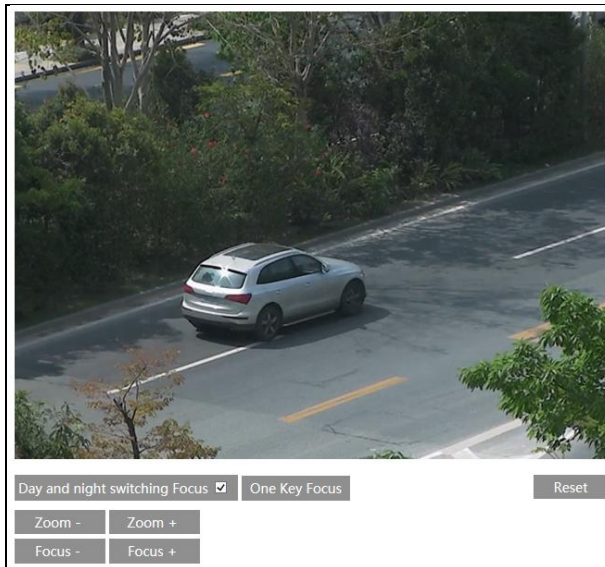 Day and night switching Focus One Key Focus Reset
Zoom - Zoom +
Focus - Focus +